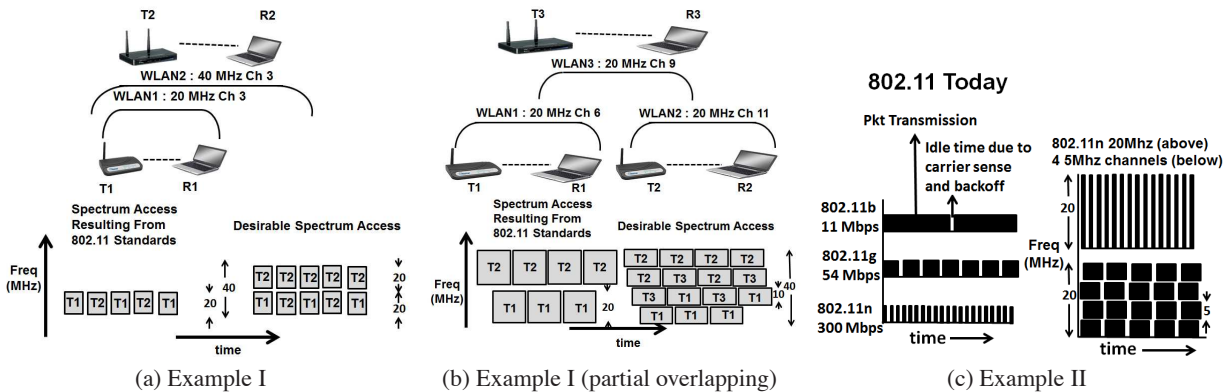 T2
R2
WLAN2 : 40 MHz Ch 3
WLAN1 : 20 MHz Ch 3
T1
R1
Spectrum Access
Resulting From
802.11 Standards
Desirable Spectrum Access
Freq
(MHz)
T1 T2 T1 T2 T1
20
40
T2 T2 T2 T2 T2
T1 T2 T1 T2 T1
20
20
time
(a) Example I
T3
R3
WLAN3 : 20 MHz Ch 9
WLAN1 : 20 MHz Ch 6
WLAN2 : 20 MHz Ch 11
T1
R1
T2
R2
Spectrum Access
Resulting From
802.11 Standards
Desirable Spectrum Access
Freq
(MHz)
T2 T2 T2 T2
T1 T1 T1
20
T2 T2 T2 T2
T2 T3 T2 T3
T3 T1 T3 T1
T1 T1 T1 T1
10
40
time
(b) Example I (partial overlapping)
802.11 Today
Pkt Transmission
Idle time due to
carrier sense
and backoff
802.11b
11 Mbps
802.11g
54 Mbps
802.11n
300 Mbps
time
802.11n 20Mhz (above)
4 5Mhz channels (below)
20
Freq
(MHz)
20
5
time
(c) Example II